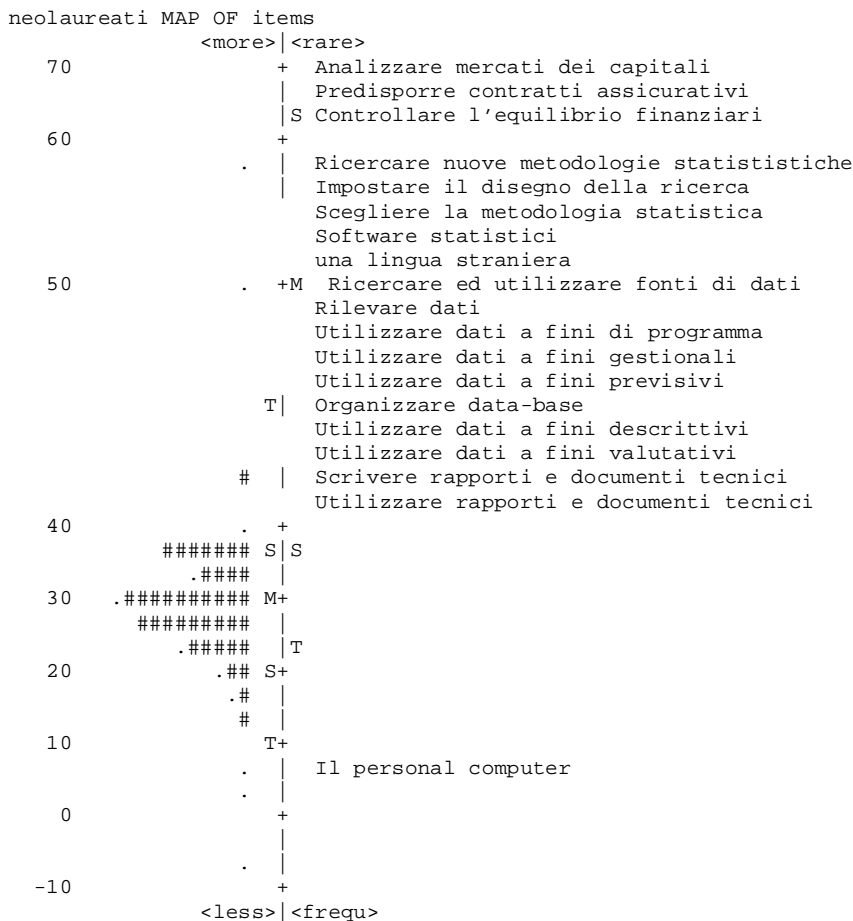 neolaureati MAP OF items
<more>|<rare>
70 + Analizzare mercati dei capitali
| Predisporre contratti assicurativi
|S Controllare l'equilibrio finanziari
60 +
. | Ricercare nuove metodologie statististiche
| Impostare il disegno della ricerca
Scegliere la metodologia statistica
Software statistici
una lingua straniera
50 . +M Ricercare ed utilizzare fonti di dati
Rilevare dati
Utilizzare dati a fini di programma
Utilizzare dati a fini gestionali
Utilizzare dati a fini previsivi
T| Organizzare data-base
Utilizzare dati a fini descrittivi
Utilizzare dati a fini valutativi
# | Scrivere rapporti e documenti tecnici
Utilizzare rapporti e documenti tecnici
40 . +
####### S|S
.#### |
30 .########## M+
######### |
.##### |T
20 .## S+
.# |
# |
10 T+
. | Il personal computer
. |
0 +
|
. |
-10 +
<less>|<frequ>